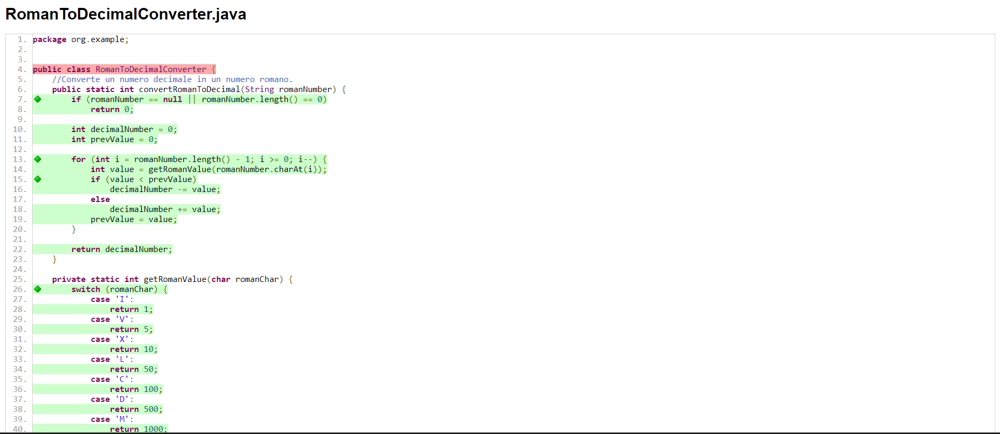 RomanToDecimalConverter.java
1. package org.example;
2.
3.
4. public class RomanToDecimalConverter {
5.     //Converte un numero decimale in un numero romano.
6.     public static int convertRomanToDecimal(String romanNumber) {
7.         if (romanNumber == null || romanNumber.length() == 0)
8.             return 0;
9.
10.         int decimalNumber = 0;
11.         int prevValue = 0;
12.
13.         for (int i = romanNumber.length() - 1; i >= 0; i--) {
14.             int value = getRomanValue(romanNumber.charAt(i));
15.             if (value < prevValue)
16.                 decimalNumber -= value;
17.             else
18.                 decimalNumber += value;
19.             prevValue = value;
20.         }
21.
22.         return decimalNumber;
23.     }
24.
25.     private static int getRomanValue(char romanChar) {
26.         switch (romanChar) {
27.             case 'I':
28.                 return 1;
29.             case 'V':
30.                 return 5;
31.             case 'X':
32.                 return 10;
33.             case 'L':
34.                 return 50;
35.             case 'C':
36.                 return 100;
37.             case 'D':
38.                 return 500;
39.             case 'M':
40.                 return 1000;